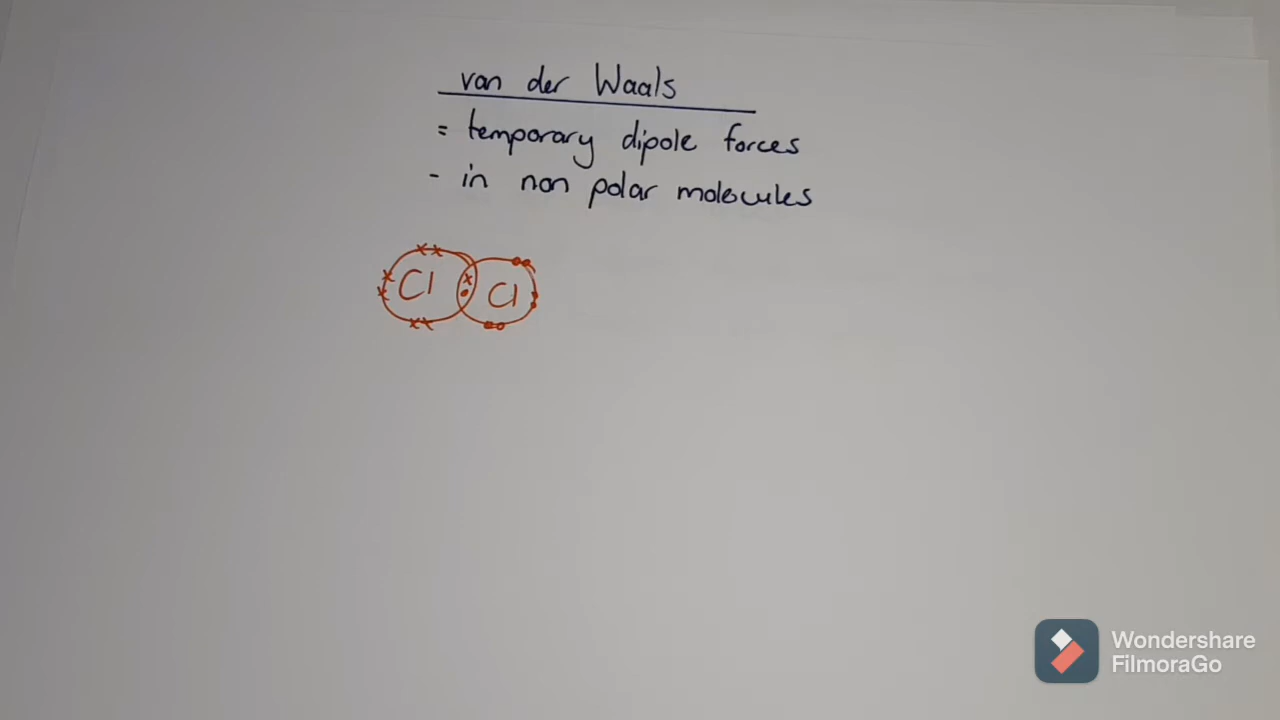 van der Waals
= temporary dipole forces
- in non polar molecules
Cl Cl
Wondershare
FilmoraGo